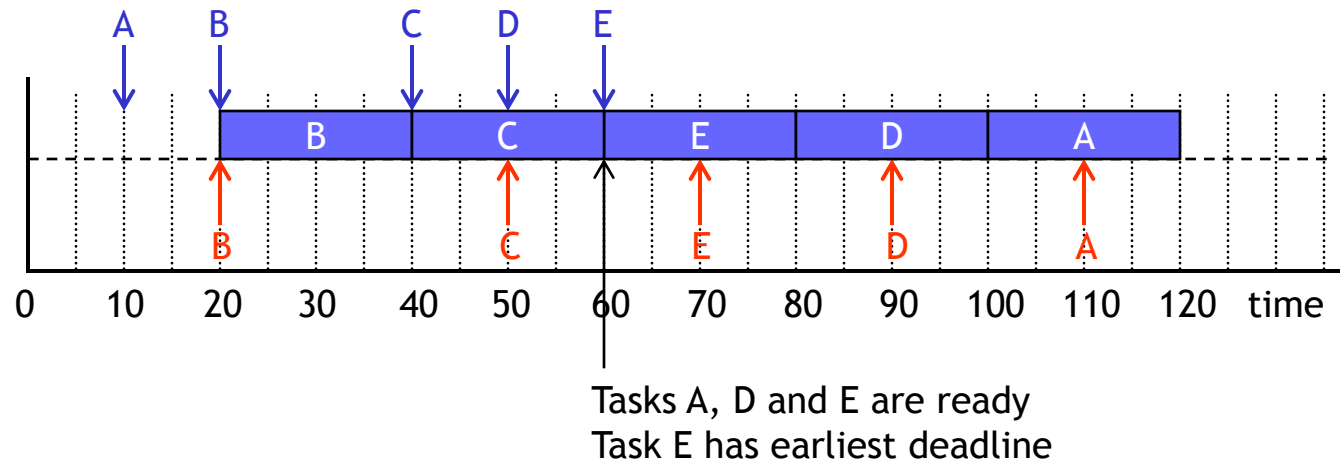 A B C D E
B C E D A
B C E D A
0 10 20 30 40 50 60 70 80 90 100 110 120 time
Tasks A, D and E are ready
Task E has earliest deadline